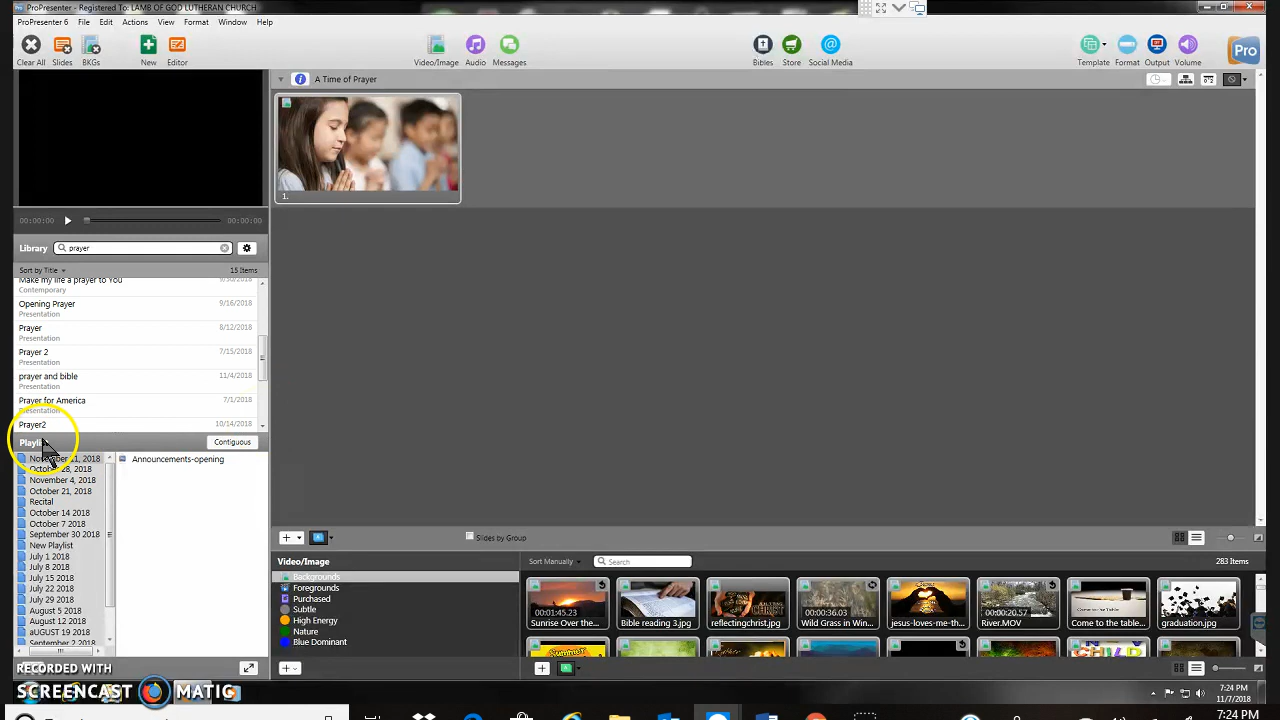 ProPresenter - Registered To: LAMB OF GOD LUTHERAN CHURCH
ProPresenter 6 File Edit Actions View Format Window Help
Clear All Slides BKGs New Editor Video/Image Audio Messages Bibles Store Social Media Template Format Output Volume Pro
A Time of Prayer
1.
00:00:00 00:00:00
Library prayer
Sort by Title 15 Items
Make my life a prayer to You 9/30/2018
Contemporary
Opening Prayer 9/16/2018
Presentation
Prayer 8/12/2018
Presentation
Prayer 2 7/15/2018
Presentation
prayer and bible 11/4/2018
Presentation
Prayer for America 7/1/2018
Presentation
Prayer2 10/14/2018
Playlist Contiguous
November 11, 2018 Announcements-opening
October 28, 2018
November 4, 2018
October 21, 2018
Recital
October 14 2018
October 7 2018
September 30 2018
New Playlist
July 1 2018
July 8 2018
July 15 2018
July 22 2018
July 29 2018
August 5 2018
August 12 2018
aUGUST 19 2018
September 2 2018
Slides by Group
Video/Image Sort Manually Search 283 Items
Backgrounds
Foregrounds
Purchased
Subtle
High Energy
Nature
Blue Dominant
00:01:45.23 00:00:36.03 00:00:20.57
Sunrise Over the... Bible reading 3.jpg reflectingchrist.jpg Wild Grass in Win... jesus-loves-me-th... River.MOV Come to the table... graduation.jpg
RECORDED WITH
SCREENCAST MATIC
7:24 PM
11/7/2018
7:24 PM